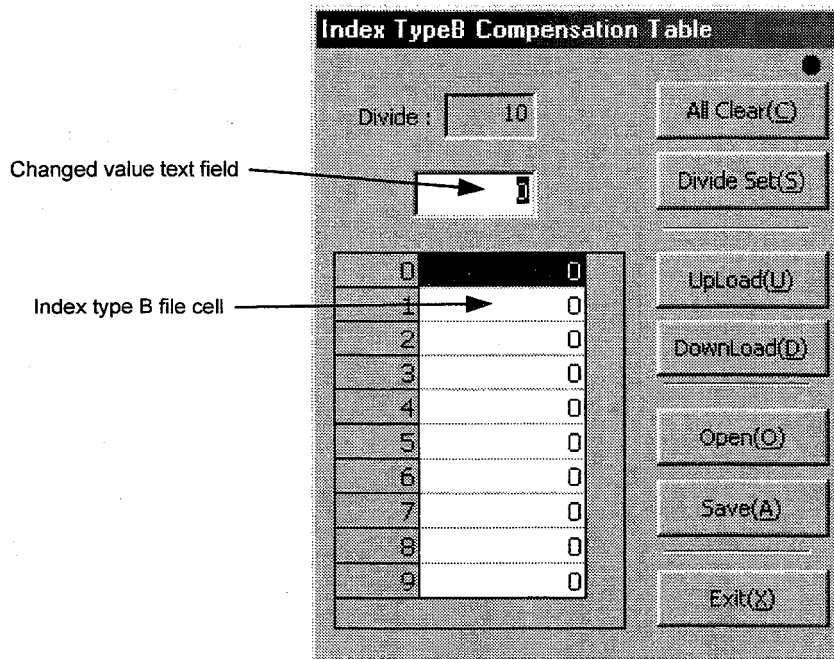 Index TypeB Compensation Table
Divide : 10
All Clear(C)
Changed value text field
0
Divide Set(S)
0 0
UpLoad(U)
Index type B file cell
1 0
2 0
DownLoad(D)
3 0
4 0
Open(O)
5 0
6 0
Save(A)
7 0
8 0
9 0
Exit(X)